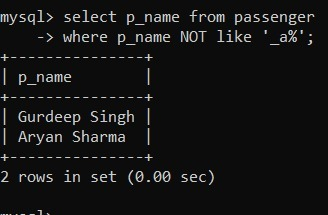 mysql> select p_name from passenger
    -> where p_name NOT like '_a%';
+---------------+
| p_name        |
+---------------+
| Gurdeep Singh |
| Aryan Sharma  |
+---------------+
2 rows in set (0.00 sec)
mysql>